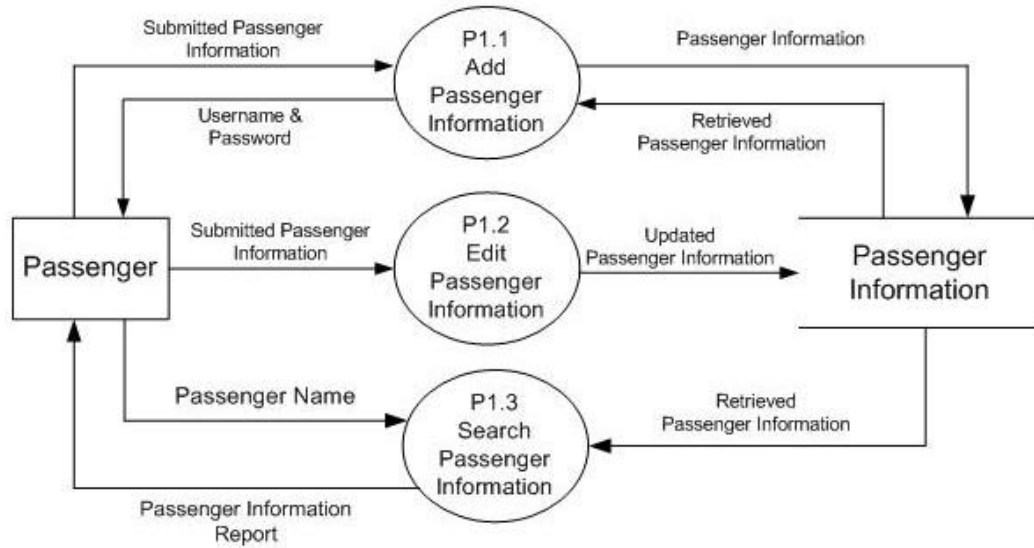 Submitted Passenger
Information
P1.1
Add
Passenger
Information
Passenger Information
Username &
Password
Retrieved
Passenger Information
Passenger
Submitted Passenger
Information
P1.2
Edit
Passenger
Information
Updated
Passenger Information
Passenger
Information
Passenger Name
P1.3
Search
Passenger
Information
Retrieved
Passenger Information
Passenger Information
Report